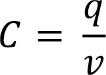 C = q/v